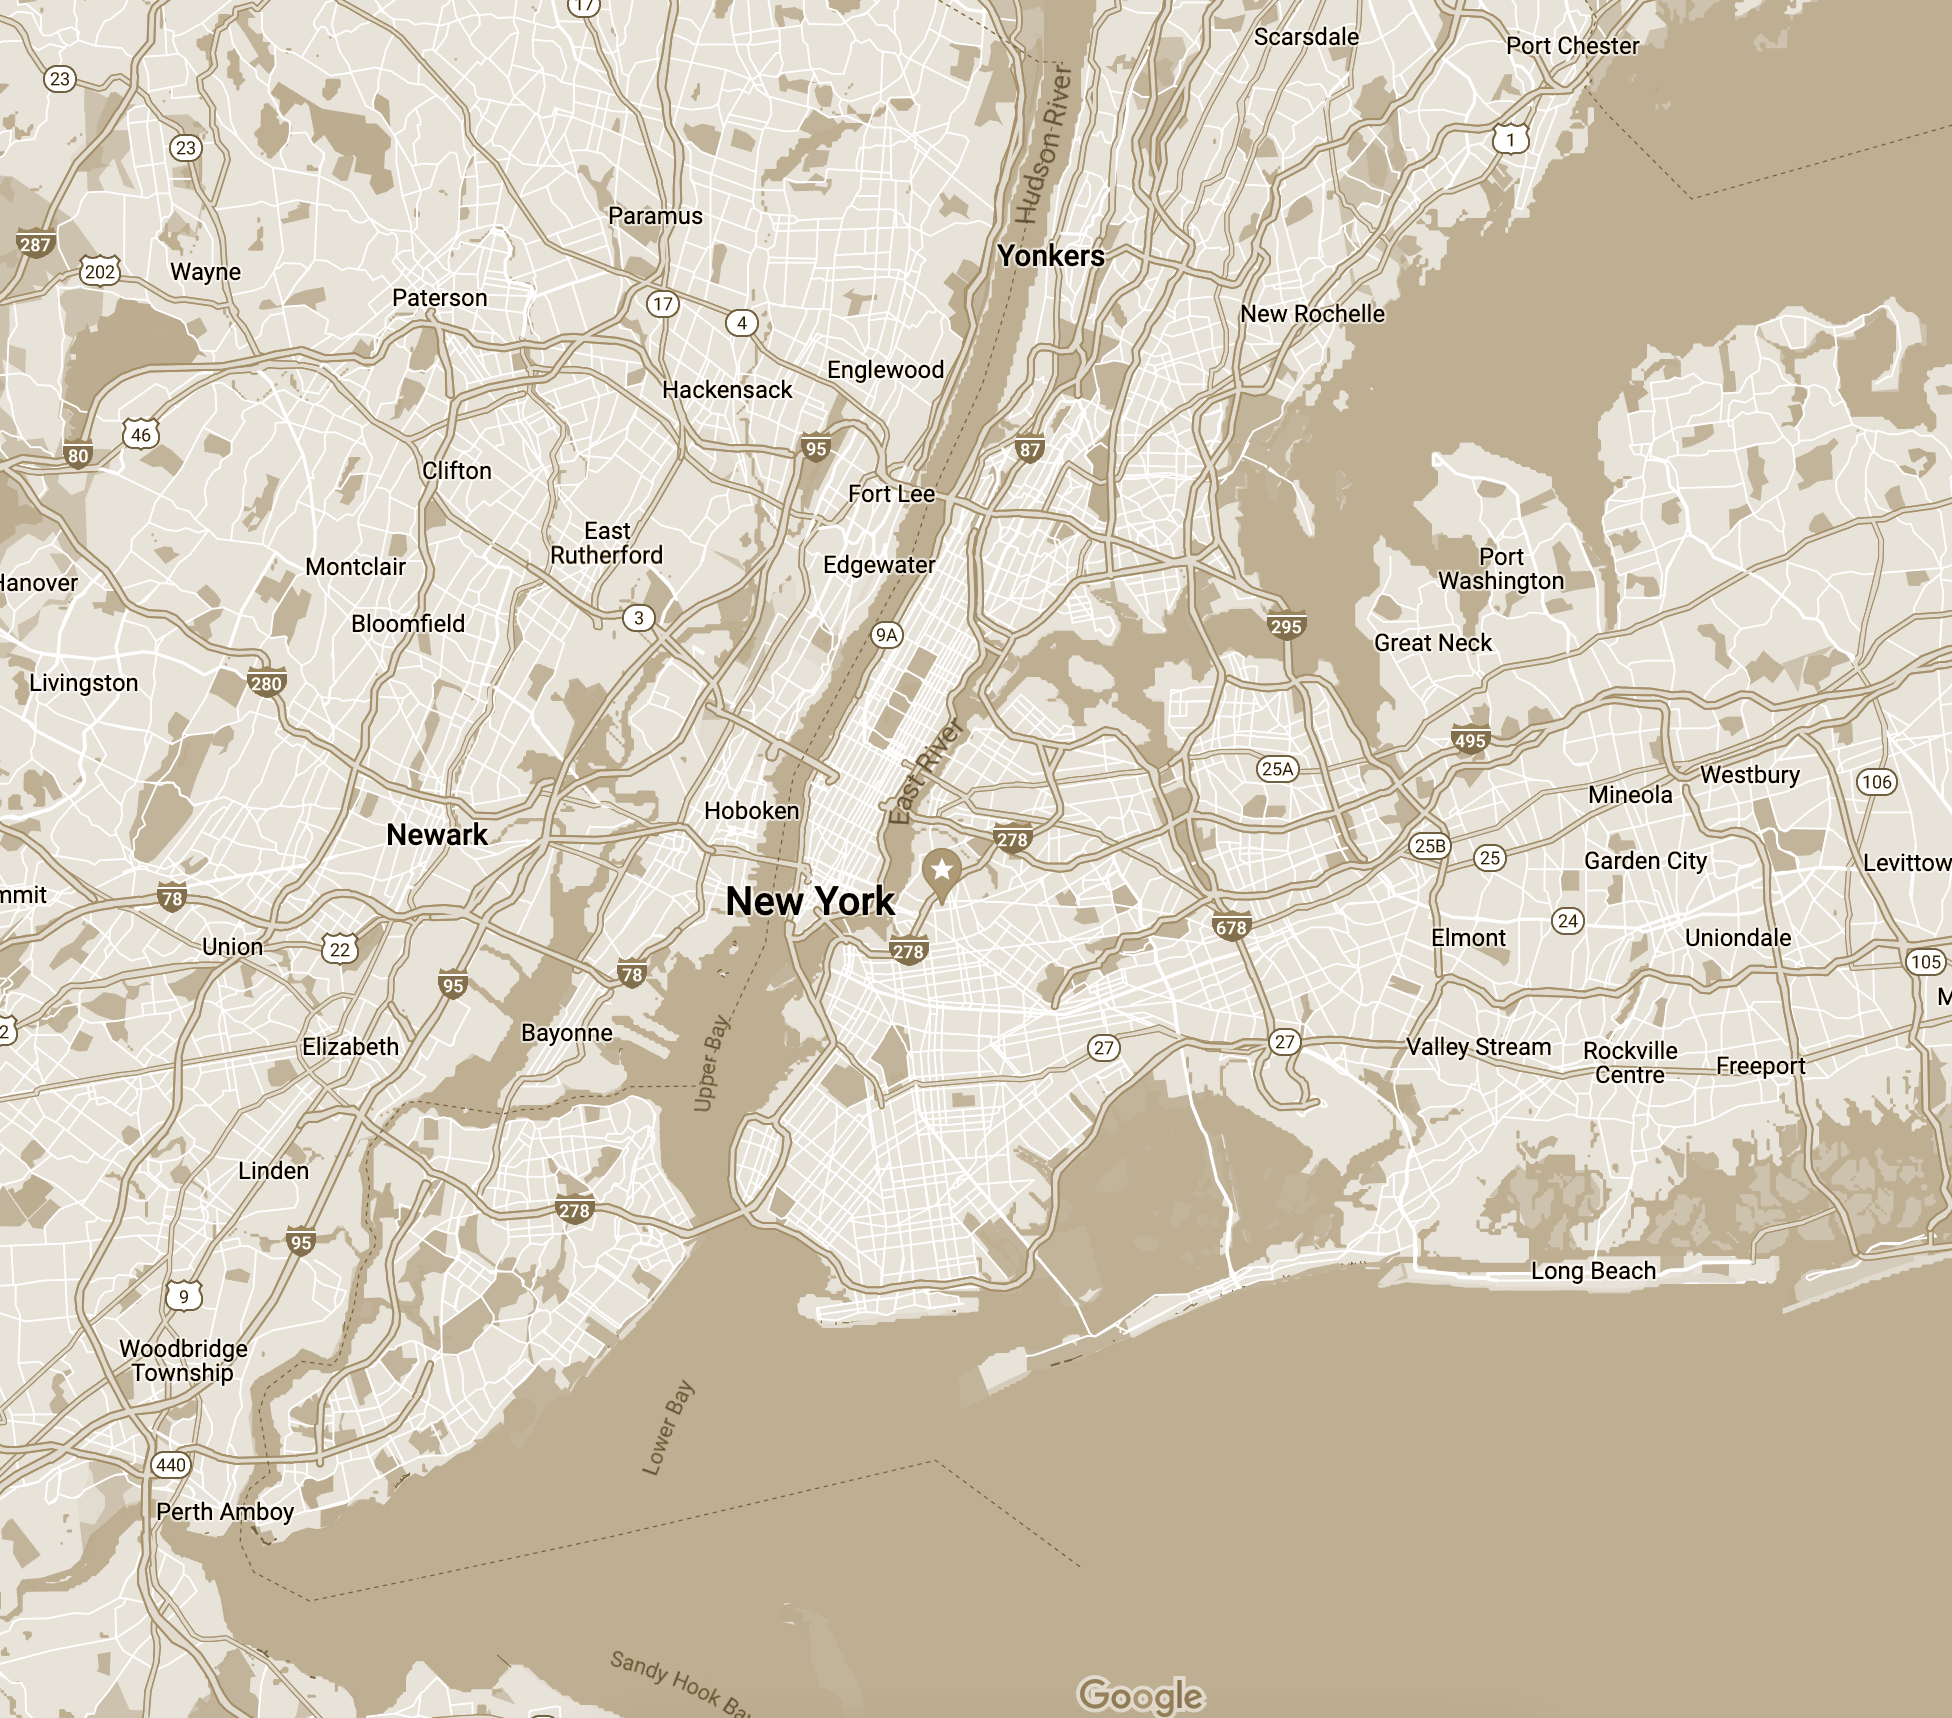 17
Scarsdale
Port Chester
23
Hudson River
23
1
Paramus
287
202
Wayne
Yonkers
Paterson
17
4
New Rochelle
Englewood
Hackensack
46
80
95
87
Clifton
Fort Lee
East
Rutherford
Edgewater
Montclair
Port
Washington
Hanover
Bloomfield
3
9A
295
Great Neck
Livingston
280
East River
495
25A
Westbury
106
Mineola
Hoboken
Newark
278
25B
25
Garden City
Levittow
mmit
78
New York
24
678
Union
22
278
Elmont
Uniondale
105
95
78
M
2
Bayonne
Upper Bay
Elizabeth
27
27
Valley Stream
Rockville
Centre
Freeport
Linden
278
95
Long Beach
9
Woodbridge
Township
Lower Bay
440
Perth Amboy
Sandy Hook Ba
Google